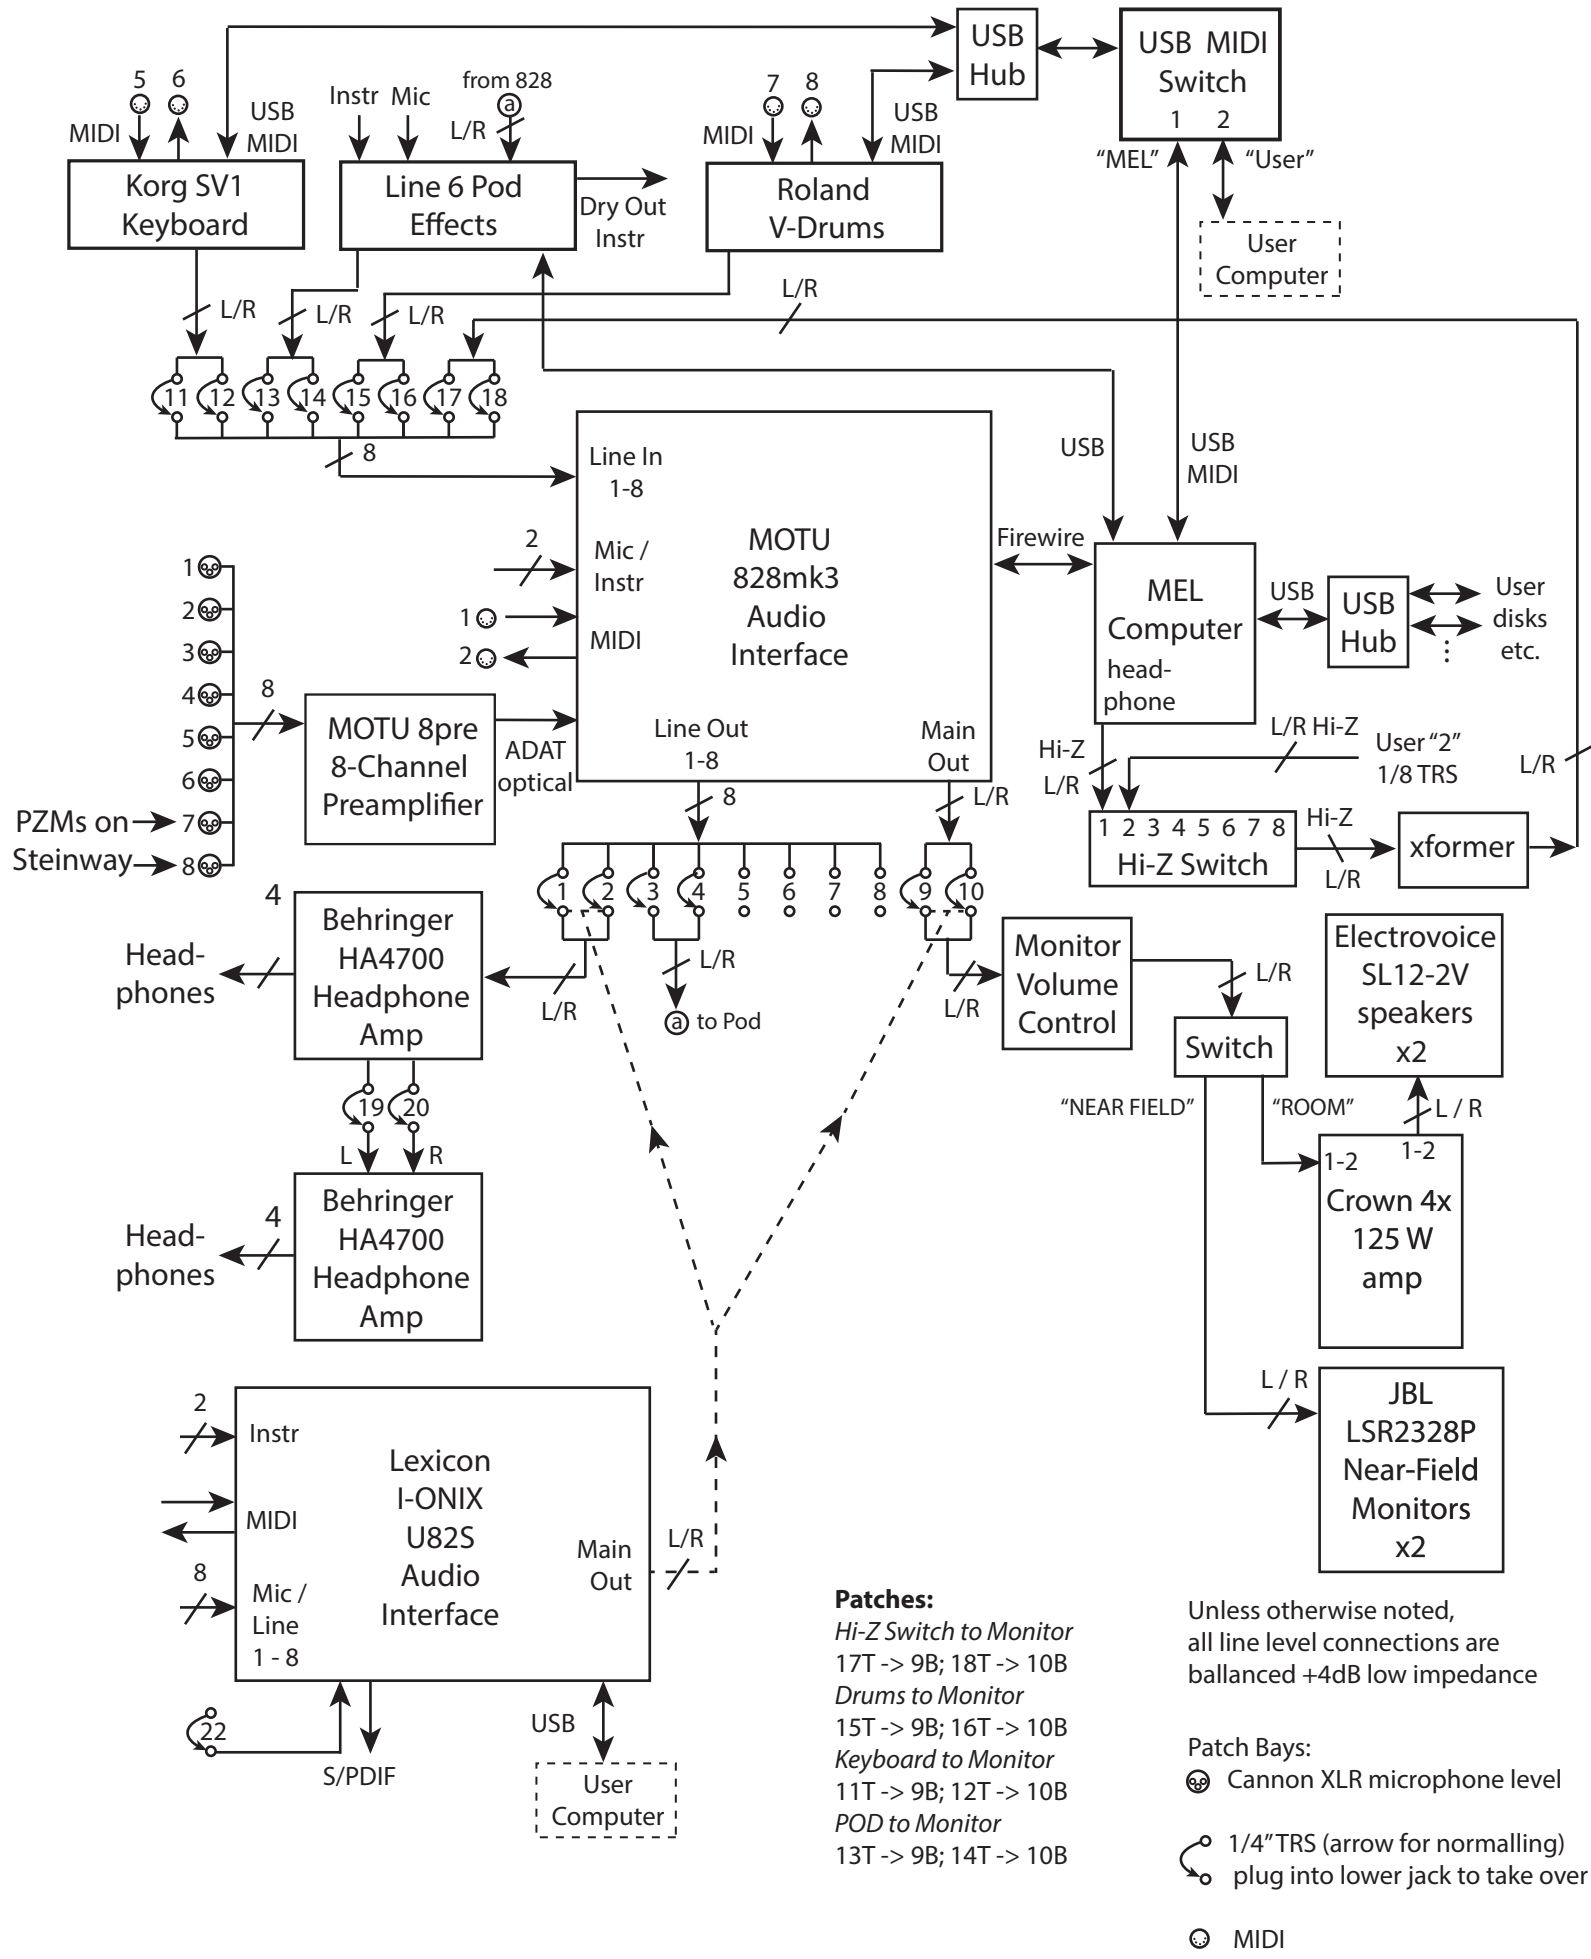 USB
Hub
USB MIDI
Switch
1 2
"MEL"
"User"
User
Computer
5 6
MIDI
USB
MIDI
Korg SV1
Keyboard
Instr Mic
from 828
a
L/R
Line 6 Pod
Effects
Dry Out
Instr
7 8
MIDI
USB
MIDI
Roland
V-Drums
L/R
L/R
L/R
L/R
11 12 13 14 15 16 17 18
8
Line In
1-8
2
Mic /
Instr
1
2
MIDI
MOTU
828mk3
Audio
Interface
Line Out
1-8
Main
Out
USB
USB
MIDI
Firewire
MEL
Computer
head-
phone
USB
USB
Hub
User
disks
etc.
1
2
3
4
5
6
7
8
PZMs on
Steinway
8
MOTU 8pre
8-Channel
Preamplifier
ADAT
optical
Hi-Z
L/R
L/R Hi-Z
User "2"
1/8 TRS
L/R
1 2 3 4 5 6 7 8
Hi-Z Switch
Hi-Z
L/R
xformer
8
L/R
1 2 3 4 5 6 7 8 9 10
L/R
L/R
a to Pod
L/R
4
Head-
phones
Behringer
HA4700
Headphone
Amp
19 20
L R
4
Head-
phones
Behringer
HA4700
Headphone
Amp
Monitor
Volume
Control
L/R
Switch
"NEAR FIELD"
"ROOM"
Electrovoice
SL12-2V
speakers
x2
L / R
1-2
1-2
Crown 4x
125 W
amp
L / R
JBL
LSR2328P
Near-Field
Monitors
x2
2
Instr
MIDI
8
Mic /
Line
1 - 8
Lexicon
I-ONIX
U82S
Audio
Interface
Main
Out
L/R
22
S/PDIF
USB
User
Computer
Patches:
Hi-Z Switch to Monitor
17T -> 9B; 18T -> 10B
Drums to Monitor
15T -> 9B; 16T -> 10B
Keyboard to Monitor
11T -> 9B; 12T -> 10B
POD to Monitor
13T -> 9B; 14T -> 10B
Unless otherwise noted,
all line level connections are
ballanced +4dB low impedance
Patch Bays:
Cannon XLR microphone level
1/4" TRS (arrow for normalling)
plug into lower jack to take over
MIDI